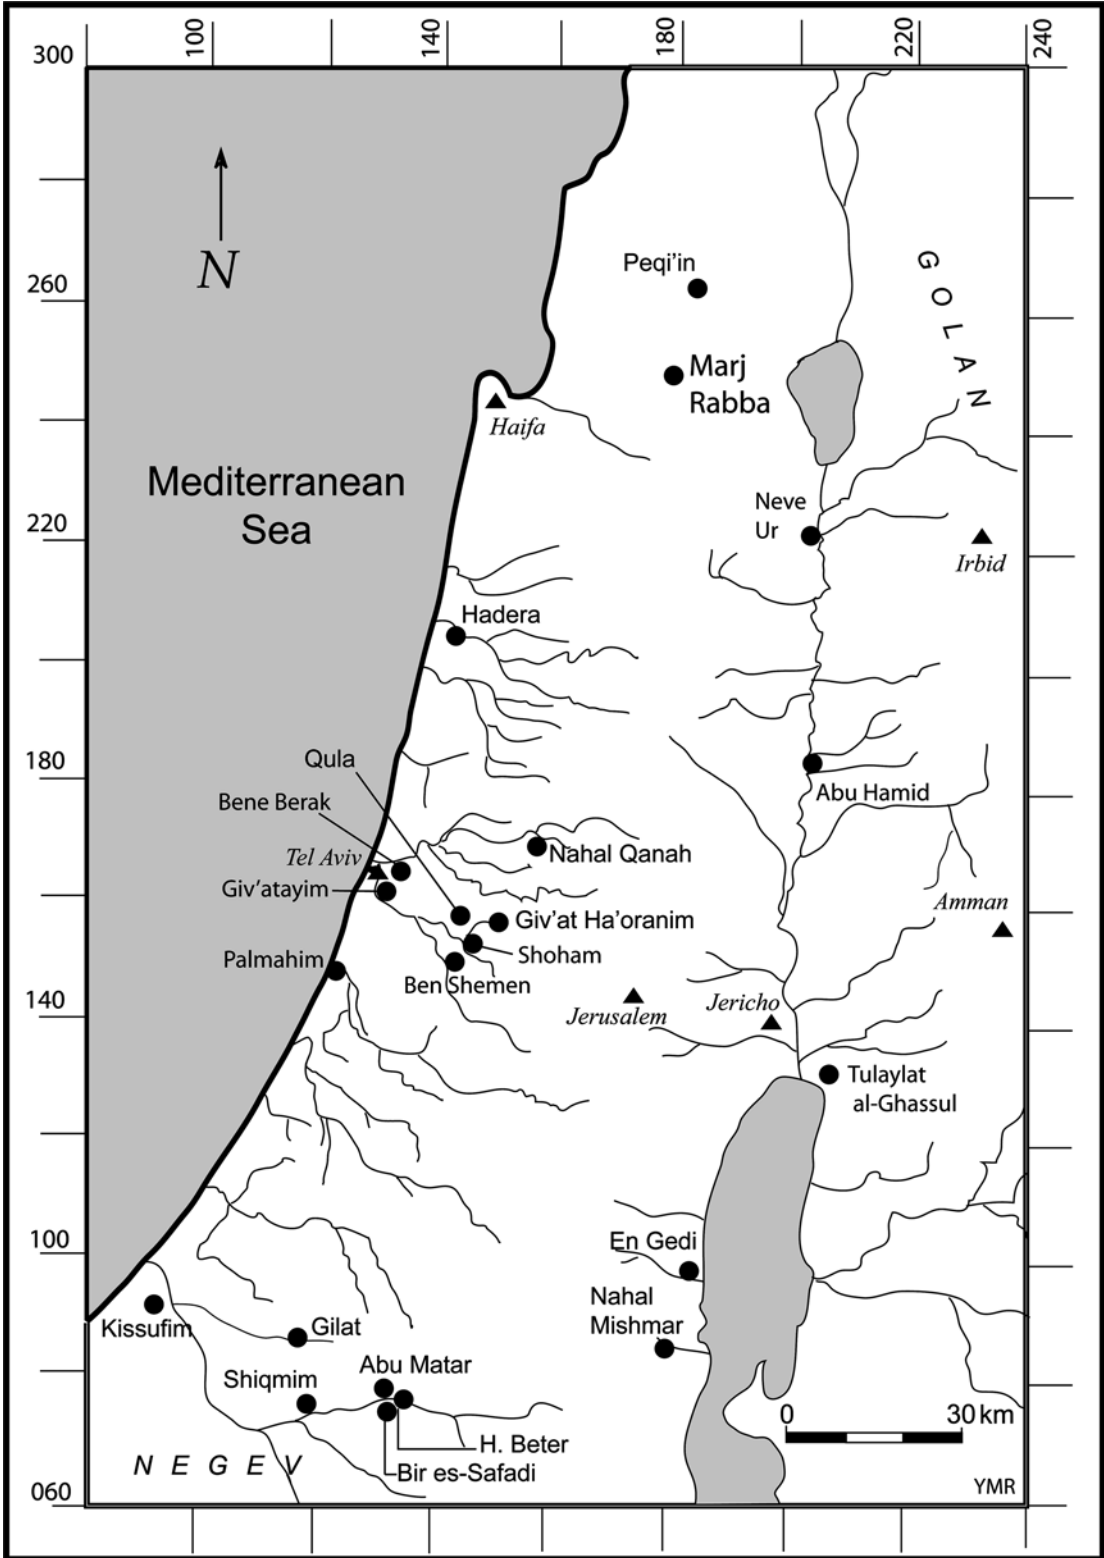 100
140
180
220
240
300
260
220
180
140
100
060
N
Peqi'in
GOLAN
Marj
Rabba
Haifa
Mediterranean
Sea
Neve
Ur
Irbid
Hadera
Qula
Bene Berak
Abu Hamid
Tel Aviv
Nahal Qanah
Giv'atayim
Amman
Giv'at Ha'oranim
Palmahim
Shoham
Ben Shemen
Jerusalem
Jericho
Tulaylat
al-Ghassul
En Gedi
Nahal
Mishmar
Kissufim
Gilat
Abu Matar
Shiqmim
0 30 km
H. Beter
NEGEV
Bir es-Safadi
YMR